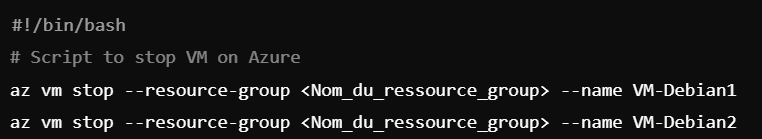 #!/bin/bash
# Script to stop VM on Azure
az vm stop --resource-group <Nom_du_ressource_group> --name VM-Debian1
az vm stop --resource-group <Nom_du_ressource_group> --name VM-Debian2